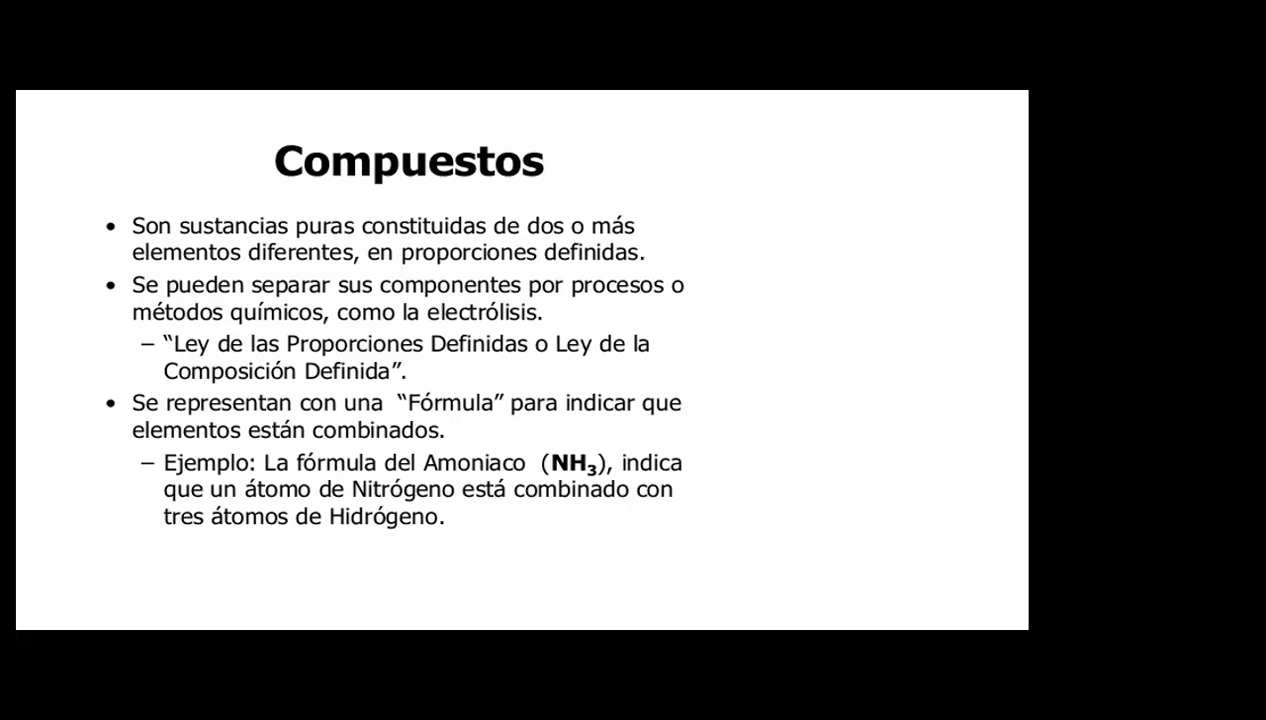 Compuestos
• Son sustancias puras constituidas de dos o más
elementos diferentes, en proporciones definidas.
• Se pueden separar sus componentes por procesos o
métodos químicos, como la electrólisis.
– “Ley de las Proporciones Definidas o Ley de la
Composición Definida”.
• Se representan con una “Fórmula” para indicar que
elementos están combinados.
– Ejemplo: La fórmula del Amoniaco (NH₃), indica
que un átomo de Nitrógeno está combinado con
tres átomos de Hidrógeno.